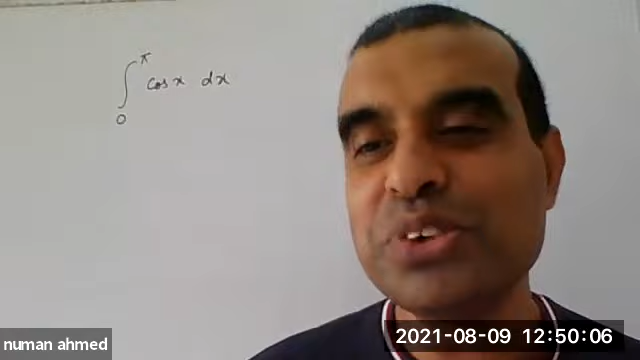 ∫₀^π cos x dx
numan ahmed
2021-08-09 12:50:06